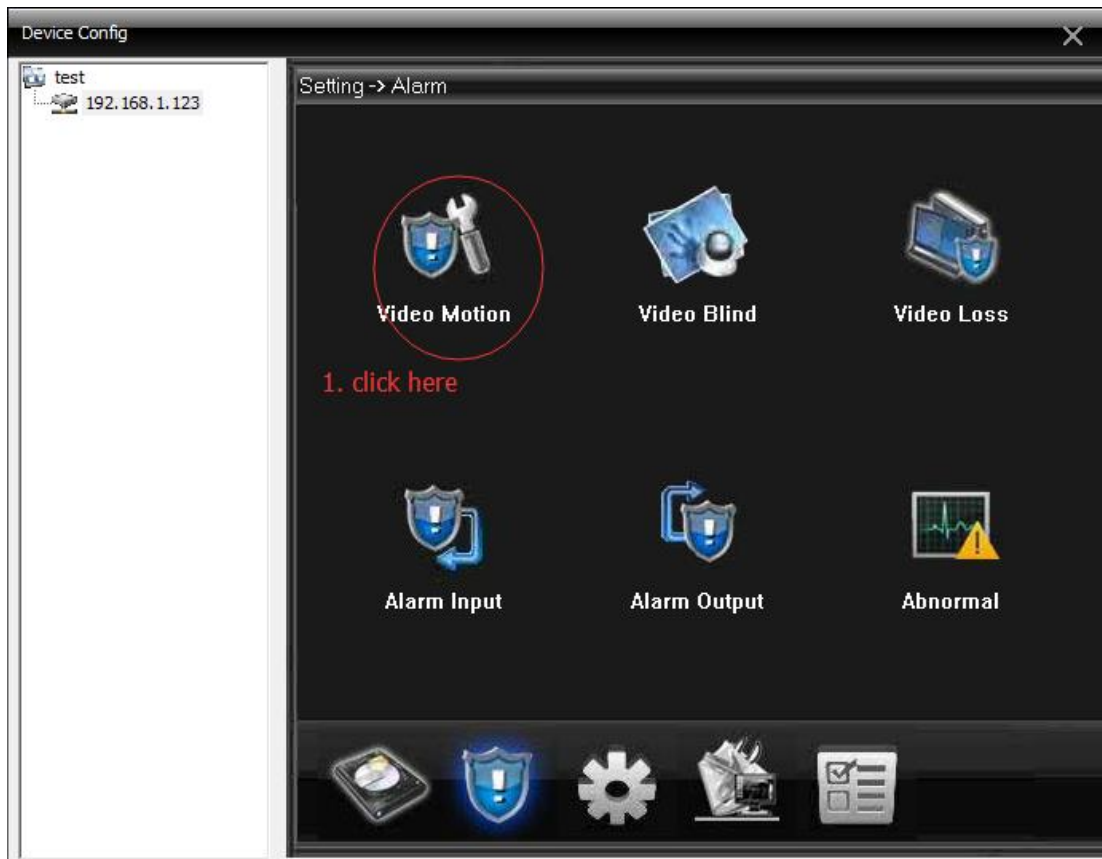 Device Config
test
192.168.1.123
Setting -> Alarm
Video Motion
Video Blind
Video Loss
1. click here
Alarm Input
Alarm Output
Abnormal